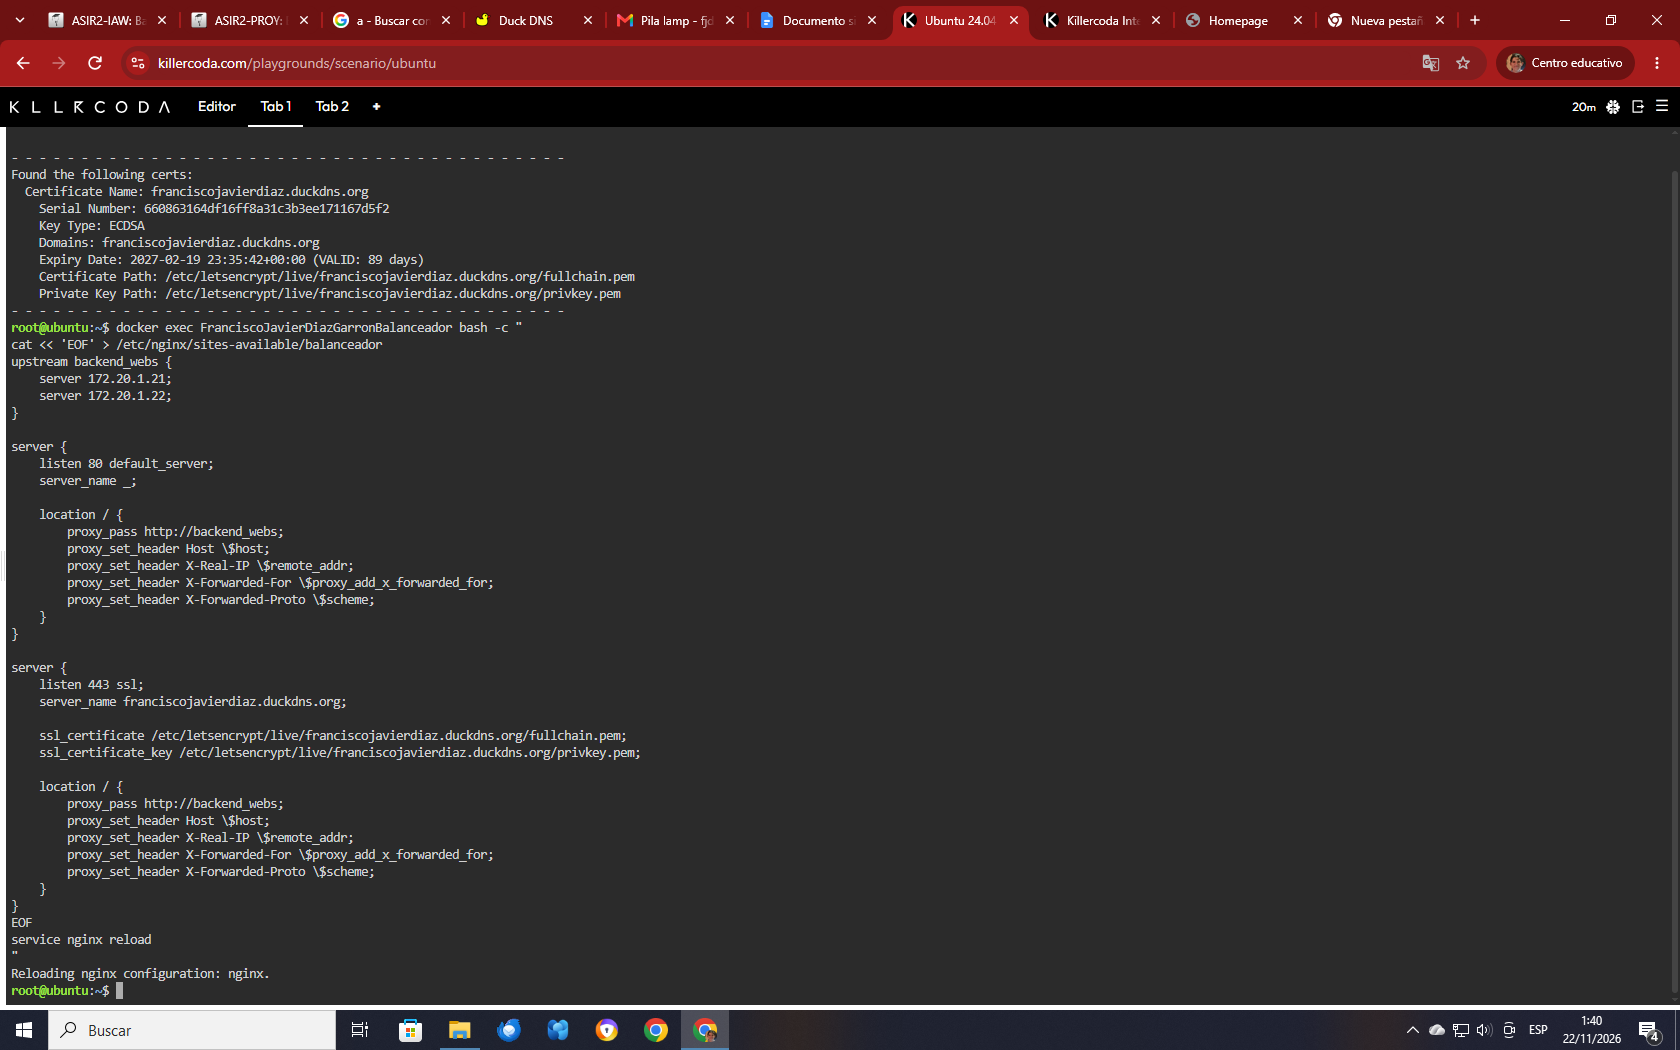 ASIR2-IAW: Ba
ASIR2-PROY:
a - Buscar con
Duck DNS
Pila lamp - fjd
Documento si
Ubuntu 24.04
Killercoda Inte
Homepage
Nueva pestañ
killercoda.com/playgrounds/scenario/ubuntu
Centro educativo
Editor
Tab 1
Tab 2
+
20m
- - - - - - - - - - - - - - - - - - - - - - - - - - - - - - - - - - - - - - - -
Found the following certs:
  Certificate Name: franciscojavierdiaz.duckdns.org
    Serial Number: 660863164df16ff8a31c3b3ee171167d5f2
    Key Type: ECDSA
    Domains: franciscojavierdiaz.duckdns.org
    Expiry Date: 2027-02-19 23:35:42+00:00 (VALID: 89 days)
    Certificate Path: /etc/letsencrypt/live/franciscojavierdiaz.duckdns.org/fullchain.pem
    Private Key Path: /etc/letsencrypt/live/franciscojavierdiaz.duckdns.org/privkey.pem
- - - - - - - - - - - - - - - - - - - - - - - - - - - - - - - - - - - - - - - -
root@ubuntu:~$ docker exec FranciscoJavierDiazGarronBalanceador bash -c "
cat << 'EOF' > /etc/nginx/sites-available/balanceador
upstream backend_webs {
    server 172.20.1.21;
    server 172.20.1.22;
}
server {
    listen 80 default_server;
    server_name _;
    location / {
        proxy_pass http://backend_webs;
        proxy_set_header Host \$host;
        proxy_set_header X-Real-IP \$remote_addr;
        proxy_set_header X-Forwarded-For \$proxy_add_x_forwarded_for;
        proxy_set_header X-Forwarded-Proto \$scheme;
    }
}
server {
    listen 443 ssl;
    server_name franciscojavierdiaz.duckdns.org;
    ssl_certificate /etc/letsencrypt/live/franciscojavierdiaz.duckdns.org/fullchain.pem;
    ssl_certificate_key /etc/letsencrypt/live/franciscojavierdiaz.duckdns.org/privkey.pem;
    location / {
        proxy_pass http://backend_webs;
        proxy_set_header Host \$host;
        proxy_set_header X-Real-IP \$remote_addr;
        proxy_set_header X-Forwarded-For \$proxy_add_x_forwarded_for;
        proxy_set_header X-Forwarded-Proto \$scheme;
    }
}
EOF
service nginx reload
"
Reloading nginx configuration: nginx.
root@ubuntu:~$
Buscar
ESP
1:40
22/11/2026
4